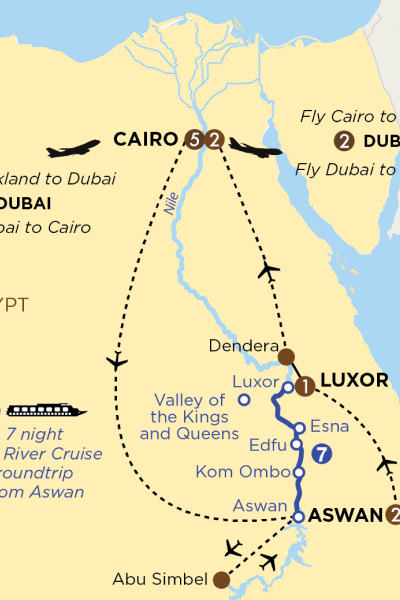 Fly Cairo to
CAIRO 5 2
2 DUB
Fly Dubai to
kland to Dubai
DUBAI
bai to Cairo
Nile
YPT
Dendera
Luxor
1 LUXOR
Valley of
the Kings
and Queens
Esna
Edfu
7
Kom Ombo
7 night
River Cruise
roundtrip
om Aswan
Aswan
ASWAN 2
Abu Simbel